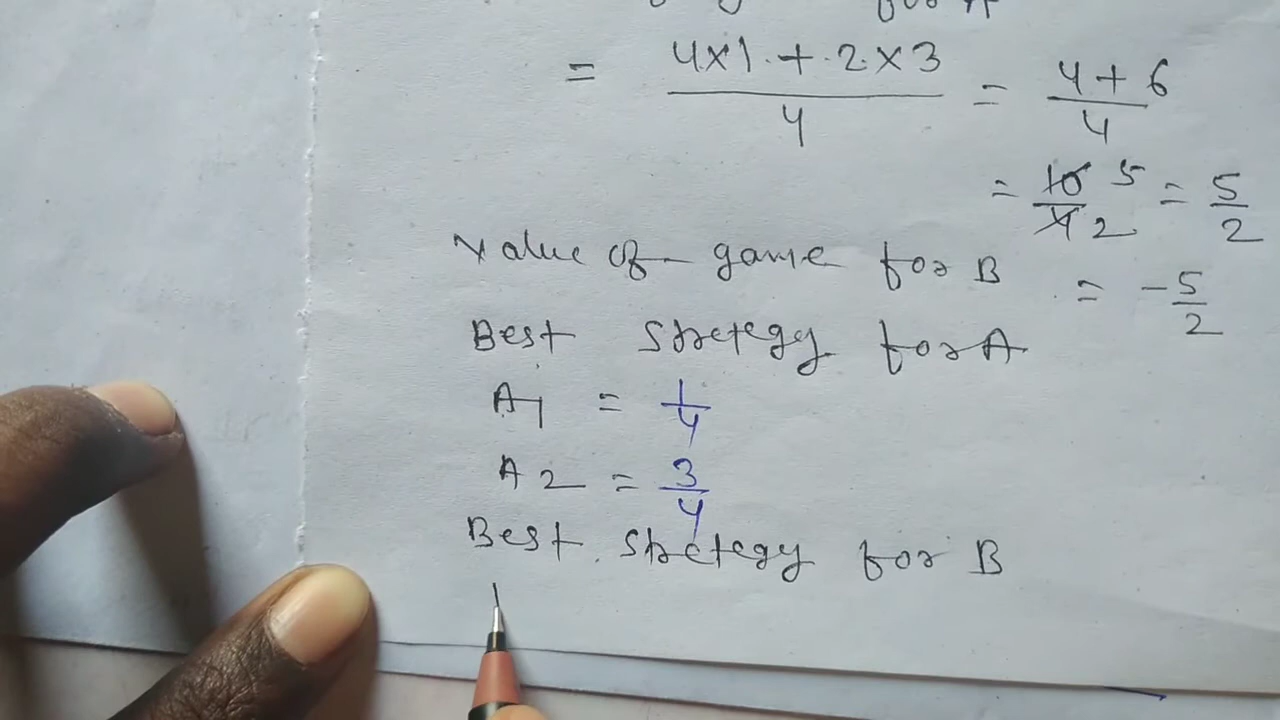 for A
= 4×1 + 2×3 / 4 = 4+6 / 4
= 10/4 5 2 = 5/2
Value of game for B = -5/2
Best Stretegy for A
A1 = 1/4
A2 = 3/4
Best Stretegy for B